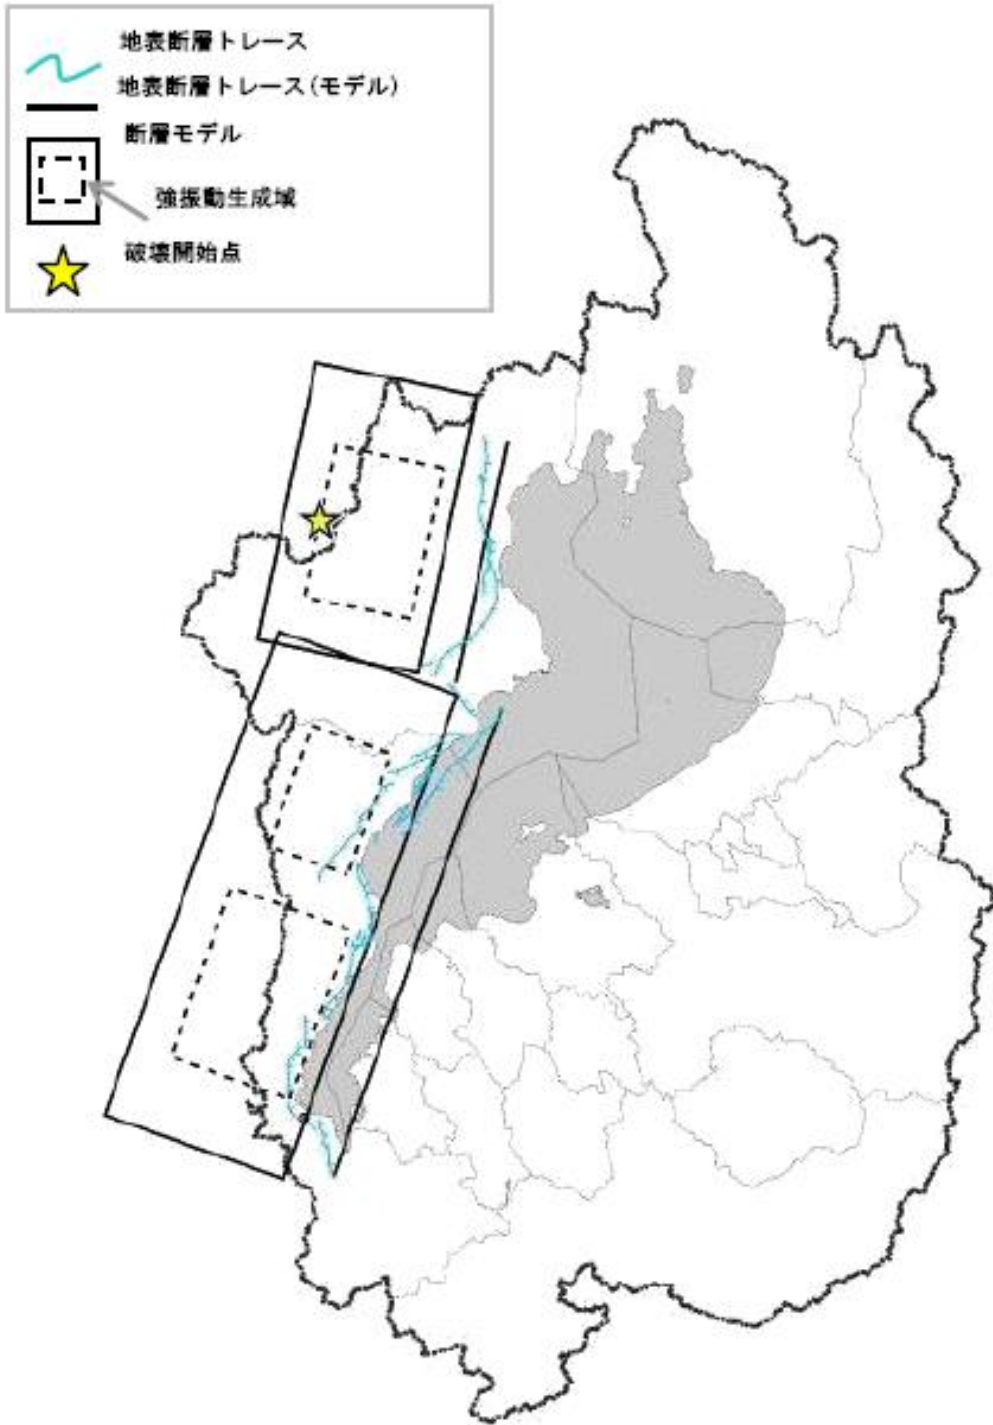 地表断層トレース
地表断層トレース(モデル)
断層モデル
強振動生成域
破壊開始点